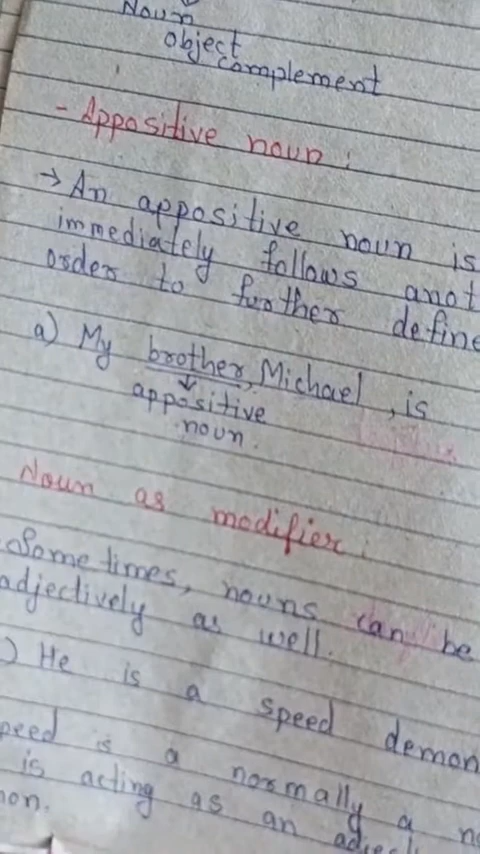 Noun
object
complement
- Appositive noun :
→ An appositive noun is
immediately follows anot
order to further define
a) My brother, Michael, is
appositive
noun.
Noun as modifier :
Sometimes, nouns can be
adjectively as well.
) He is a speed demon
peed is a normally a n
is acting as an adje
mon.